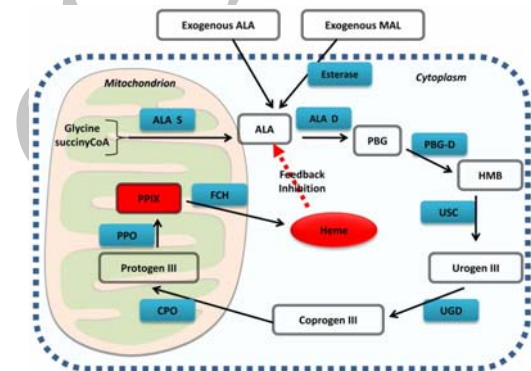 Exogenous ALA
Exogenous MAL
Esterase
Mitochondrion
Cytoplasm
ALA S
ALA D
Glycine
succinyCoA
ALA
PBG
PBG-D
Feedback
Inhibition
HMB
PPIX
FCH
USC
PPO
Heme
Protogen III
Urogen III
CPO
Coprogen III
UGD